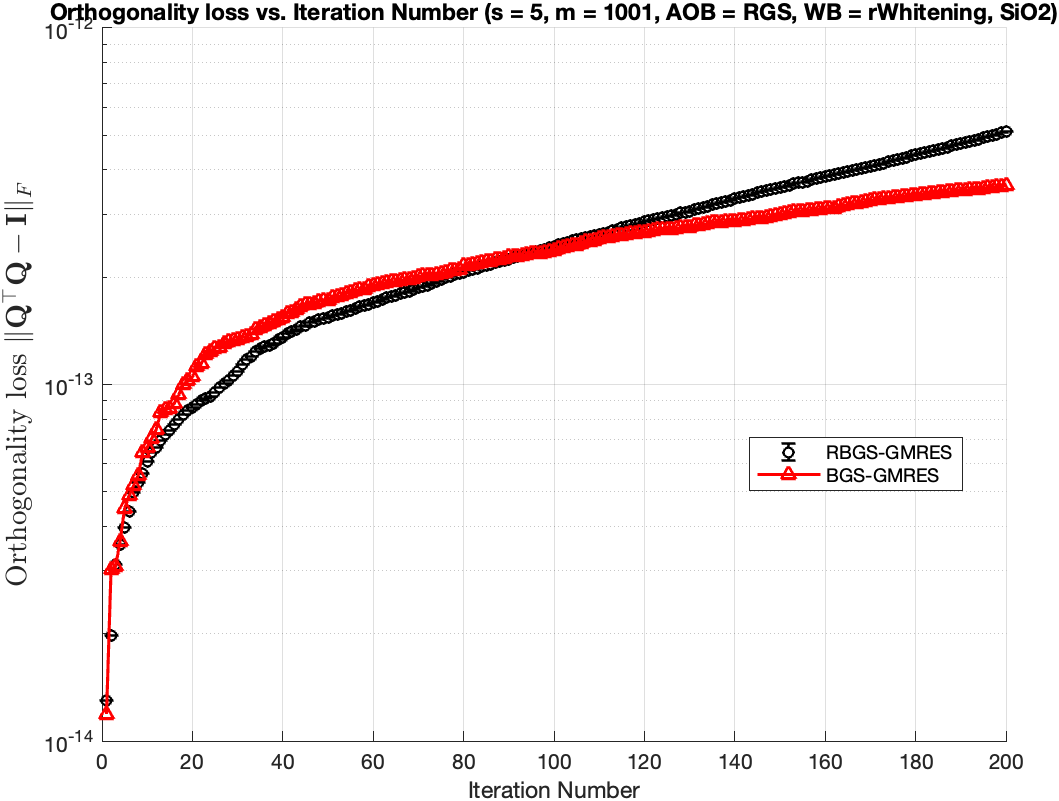 Orthogonality loss vs. Iteration Number (s = 5, m = 1001, AOB = RGS, WB = rWhitening, SiO2)
10^-12
10^-13
10^-14
Orthogonality loss ||Q^⊤Q − I||_F
RBGS-GMRES
BGS-GMRES
0 20 40 60 80 100 120 140 160 180 200
Iteration Number